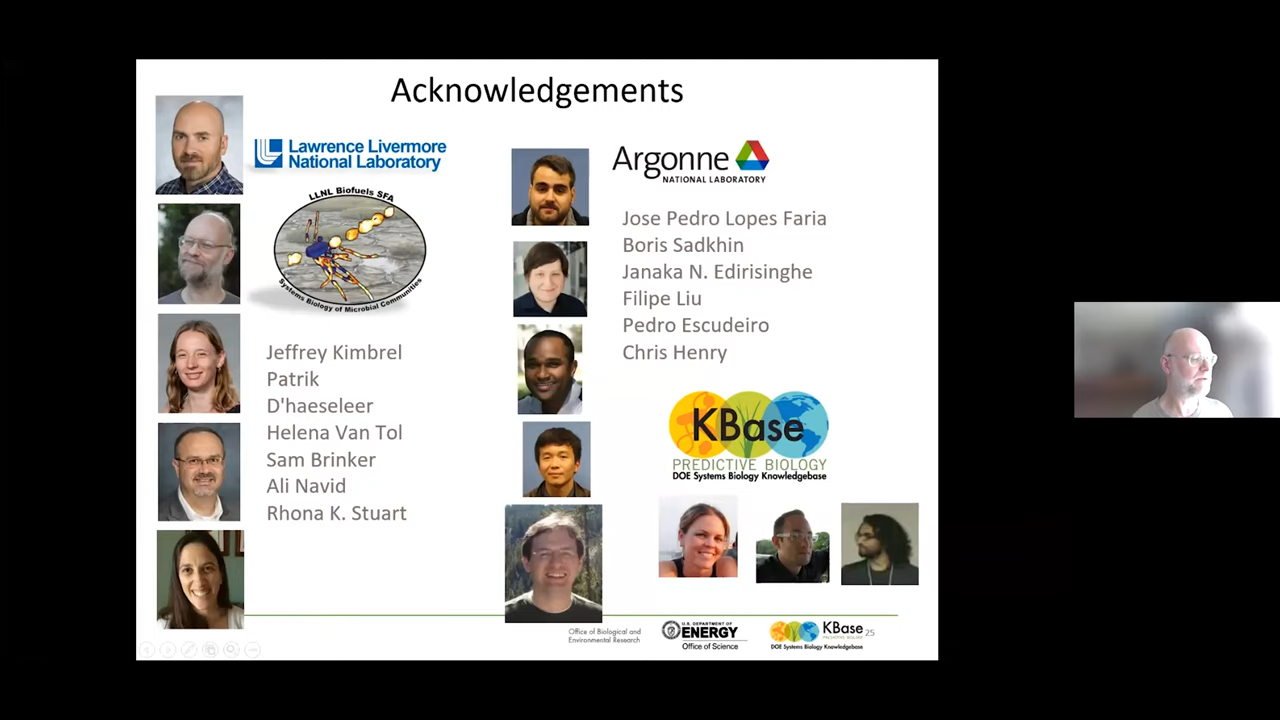 Acknowledgements
Lawrence Livermore
National Laboratory
LLNL Biofuels SFA
Systems Biology of Microbial Communities
Jeffrey Kimbrel
Patrik
D'haeseleer
Helena Van Tol
Sam Brinker
Ali Navid
Rhona K. Stuart
Argonne
NATIONAL LABORATORY
Jose Pedro Lopes Faria
Boris Sadkhin
Janaka N. Edirisinghe
Filipe Liu
Pedro Escudeiro
Chris Henry
KBase
PREDICTIVE BIOLOGY
DOE Systems Biology Knowledgebase
Office of Biological and
Environmental Research
U.S. DEPARTMENT OF
ENERGY
Office of Science
KBase
PREDICTIVE BIOLOGY
DOE Systems Biology Knowledgebase
25